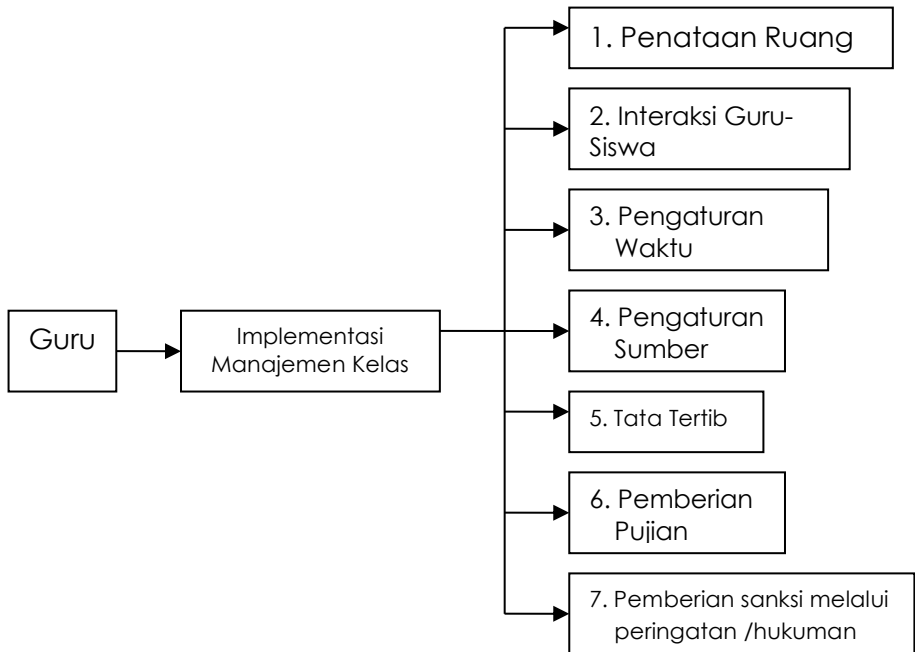 Guru
Implementasi
Manajemen Kelas
1. Penataan Ruang
2. Interaksi Guru-
Siswa
3. Pengaturan
Waktu
4. Pengaturan
Sumber
5. Tata Tertib
6. Pemberian
Pujian
7. Pemberian sanksi melalui
peringatan /hukuman